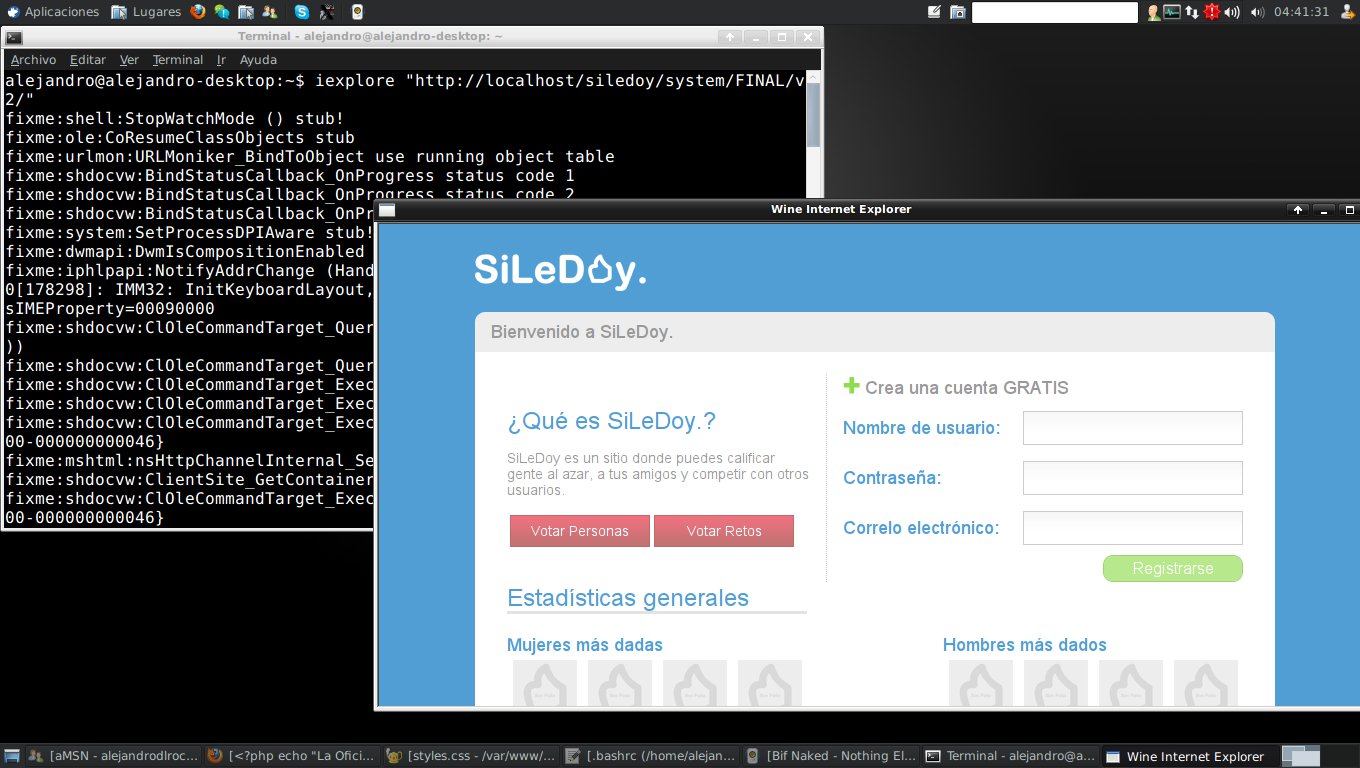 Aplicaciones Lugares 04:41:31
Terminal - alejandro@alejandro-desktop: ~
Archivo Editar Ver Terminal Ir Ayuda
alejandro@alejandro-desktop:~$ iexplore "http://localhost/siledoy/system/FINAL/v
2/"
fixme:shell:StopWatchMode () stub!
fixme:ole:CoResumeClassObjects stub
fixme:urlmon:URLMoniker_BindToObject use running object table
fixme:shdocvw:BindStatusCallback_OnProgress status code 1
fixme:shdocvw:BindStatusCallback_OnProgress status code 2
fixme:shdocvw:BindStatusCallback_OnPr
fixme:system:SetProcessDPIAware stub!
fixme:dwmapi:DwmIsCompositionEnabled
fixme:iphlpapi:NotifyAddrChange (Hand
0[178298]: IMM32: InitKeyboardLayout,
sIMEProperty=00090000
fixme:shdocvw:ClOleCommandTarget_Quer
))
fixme:shdocvw:ClOleCommandTarget_Quer
fixme:shdocvw:ClOleCommandTarget_Exec
fixme:shdocvw:ClOleCommandTarget_Exec
fixme:shdocvw:ClOleCommandTarget_Exec
00-000000000046}
fixme:mshtml:nsHttpChannelInternal_Se
fixme:shdocvw:ClientSite_GetContainer
fixme:shdocvw:ClOleCommandTarget_Exec
00-000000000046}
Wine Internet Explorer
SiLeDoy.
Bienvenido a SiLeDoy.
¿Qué es SiLeDoy.?
SiLeDoy es un sitio donde puedes calificar
gente al azar, a tus amigos y competir con otros
usuarios.
Votar Personas Votar Retos
Crea una cuenta GRATIS
Nombre de usuario:
Contraseña:
Correlo electrónico:
Registrarse
Estadísticas generales
Mujeres más dadas
Hombres más dados
[aMSN - alejandrodlroc... [<?php echo "La Ofici... [styles.css - /var/www/... [.bashrc (/home/alejan... [Bif Naked - Nothing El... Terminal - alejandro@a... Wine Internet Explorer